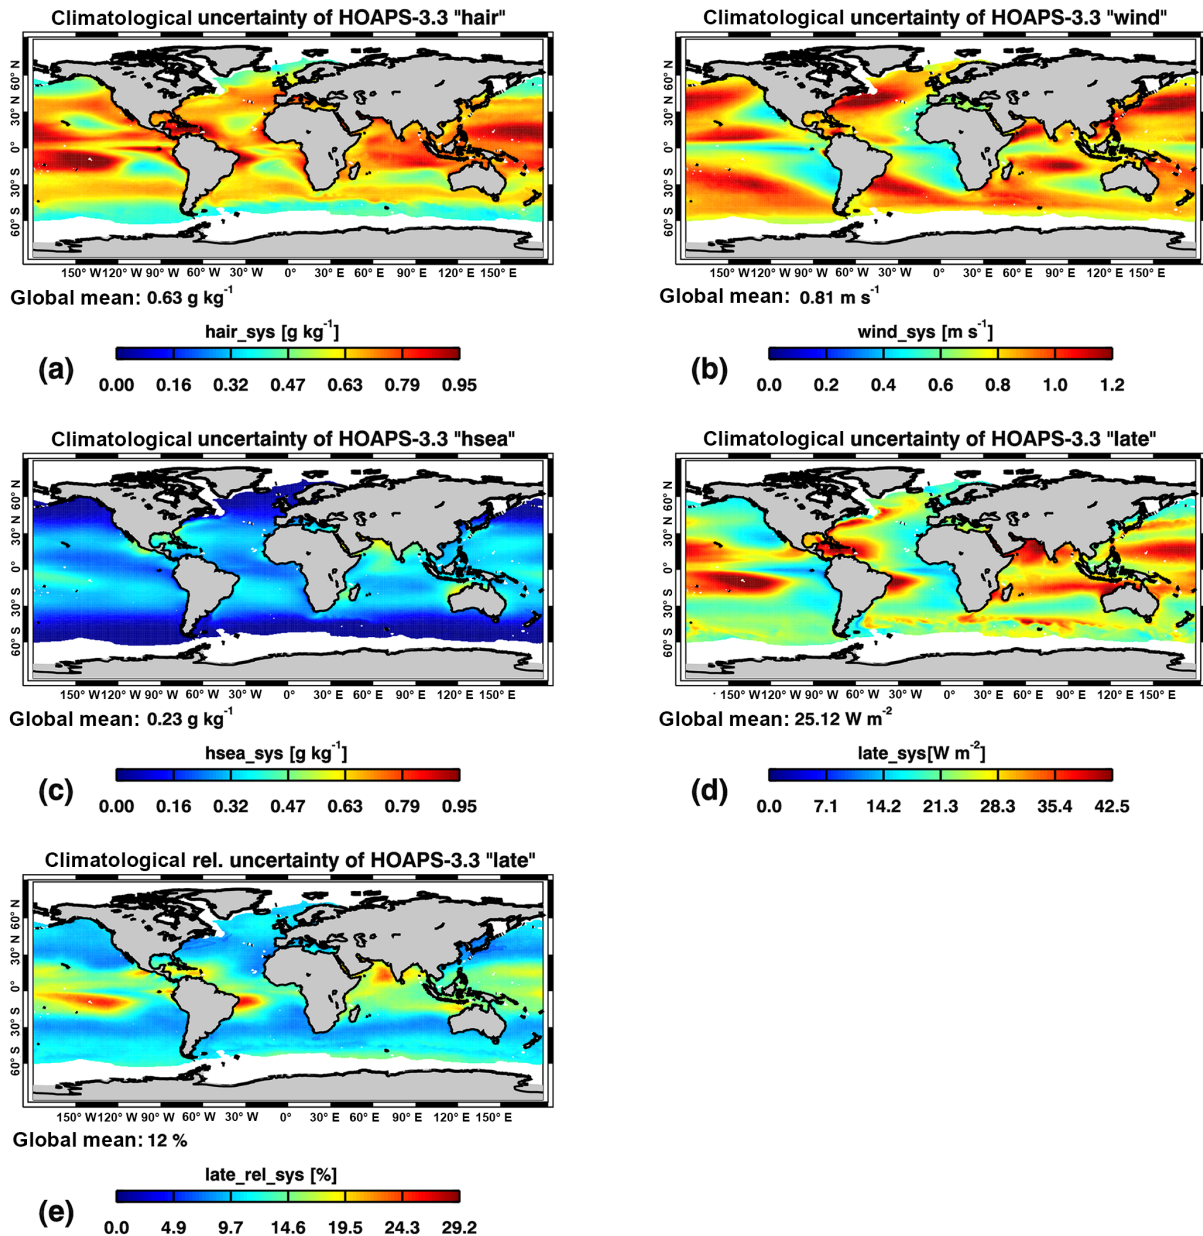 Climatological uncertainty of HOAPS-3.3 "hair"
60° N
30° N
0°
30° S
60° S
150° W 120° W 90° W 60° W 30° W 0° 30° E 60° E 90° E 120° E 150° E
Global mean: 0.63 g kg⁻¹
hair_sys [g kg⁻¹]
(a)
0.00 0.16 0.32 0.47 0.63 0.79 0.95
Climatological uncertainty of HOAPS-3.3 "wind"
60° N
30° N
0°
30° S
60° S
150° W 120° W 90° W 60° W 30° W 0° 30° E 60° E 90° E 120° E 150° E
Global mean: 0.81 m s⁻¹
wind_sys [m s⁻¹]
(b)
0.0 0.2 0.4 0.6 0.8 1.0 1.2
Climatological uncertainty of HOAPS-3.3 "hsea"
60° N
30° N
0°
30° S
60° S
150° W 120° W 90° W 60° W 30° W 0° 30° E 60° E 90° E 120° E 150° E
Global mean: 0.23 g kg⁻¹
hsea_sys [g kg⁻¹]
(c)
0.00 0.16 0.32 0.47 0.63 0.79 0.95
Climatological uncertainty of HOAPS-3.3 "late"
60° N
30° N
0°
30° S
60° S
150° W 120° W 90° W 60° W 30° W 0° 30° E 60° E 90° E 120° E 150° E
Global mean: 25.12 W m⁻²
late_sys[W m⁻²]
(d)
0.0 7.1 14.2 21.3 28.3 35.4 42.5
Climatological rel. uncertainty of HOAPS-3.3 "late"
60° N
30° N
0°
30° S
60° S
150° W 120° W 90° W 60° W 30° W 0° 30° E 60° E 90° E 120° E 150° E
Global mean: 12 %
late_rel_sys [%]
(e)
0.0 4.9 9.7 14.6 19.5 24.3 29.2